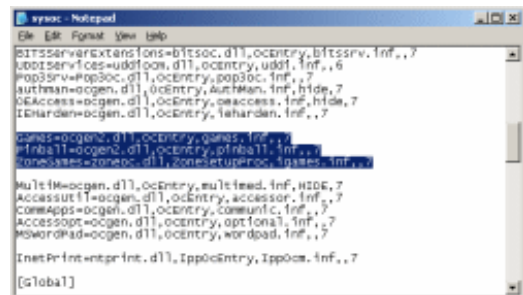 sysoc - Notepad
File Edit Format View Help
BITSServerExtensions=bitsoc.dll,OcEntry,bitssrv.inf,,7
UDDIServices=uddiocm.dll,OcEntry,uddi.inf,,6
Pop3Srv=Pop3Oc.dll,OcEntry,pop3oc.inf,,7
authman=ocgen.dll,OcEntry,AuthMan.inf,hide,7
OEAccess=ocgen.dll,OcEntry,oeaccess.inf,hide,7
IEHarden=ocgen.dll,OcEntry,ieharden.inf,,7
Games=ocgen2.dll,OcEntry,games.inf,,7
Pinball=ocgen2.dll,OcEntry,pinball.inf,,7
ZoneGames=zoneoc.dll,ZoneSetupProc,igames.inf,,7
MultiM=ocgen.dll,OcEntry,multimed.inf,HIDE,7
AccessUtil=ocgen.dll,OcEntry,accessor.inf,,7
CommApps=ocgen.dll,OcEntry,communic.inf,,7
AccessOpt=ocgen.dll,OcEntry,optional.inf,,7
MSWordPad=ocgen.dll,OcEntry,wordpad.inf,,7
InetPrint=ntprint.dll,IppOcEntry,IppOcm.inf,,7
[Global]